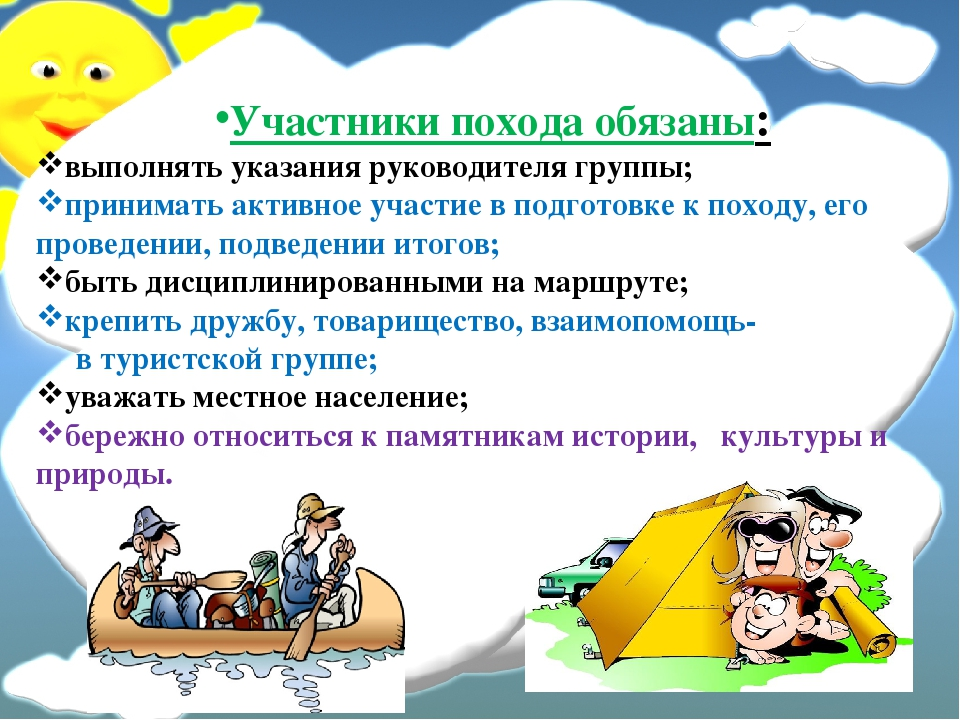 •Участники похода обязаны:
❖выполнять указания руководителя группы;
❖принимать активное участие в подготовке к походу, его
проведении, подведении итогов;
❖быть дисциплинированными на маршруте;
❖крепить дружбу, товарищество, взаимопомощь-
в туристской группе;
❖уважать местное население;
❖бережно относиться к памятникам истории, культуры и
природы.